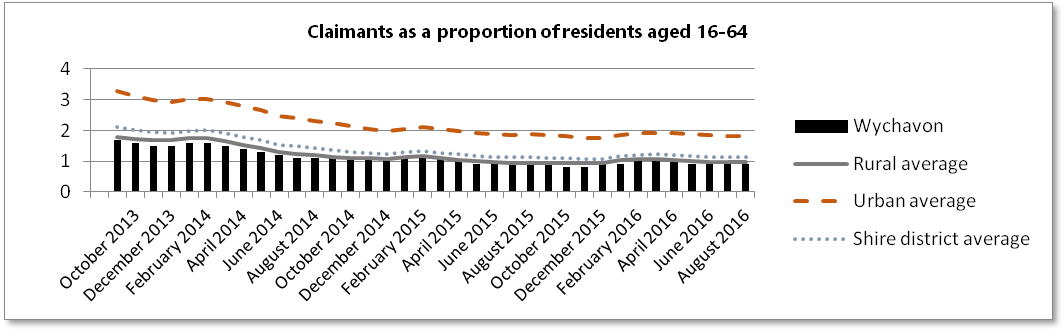 Claimants as a proportion of residents aged 16-64
4
3
2
1
0
October 2013
December 2013
February 2014
April 2014
June 2014
August 2014
October 2014
December 2014
February 2015
April 2015
June 2015
August 2015
October 2015
December 2015
February 2016
April 2016
June 2016
August 2016
Wychavon
Rural average
Urban average
Shire district average